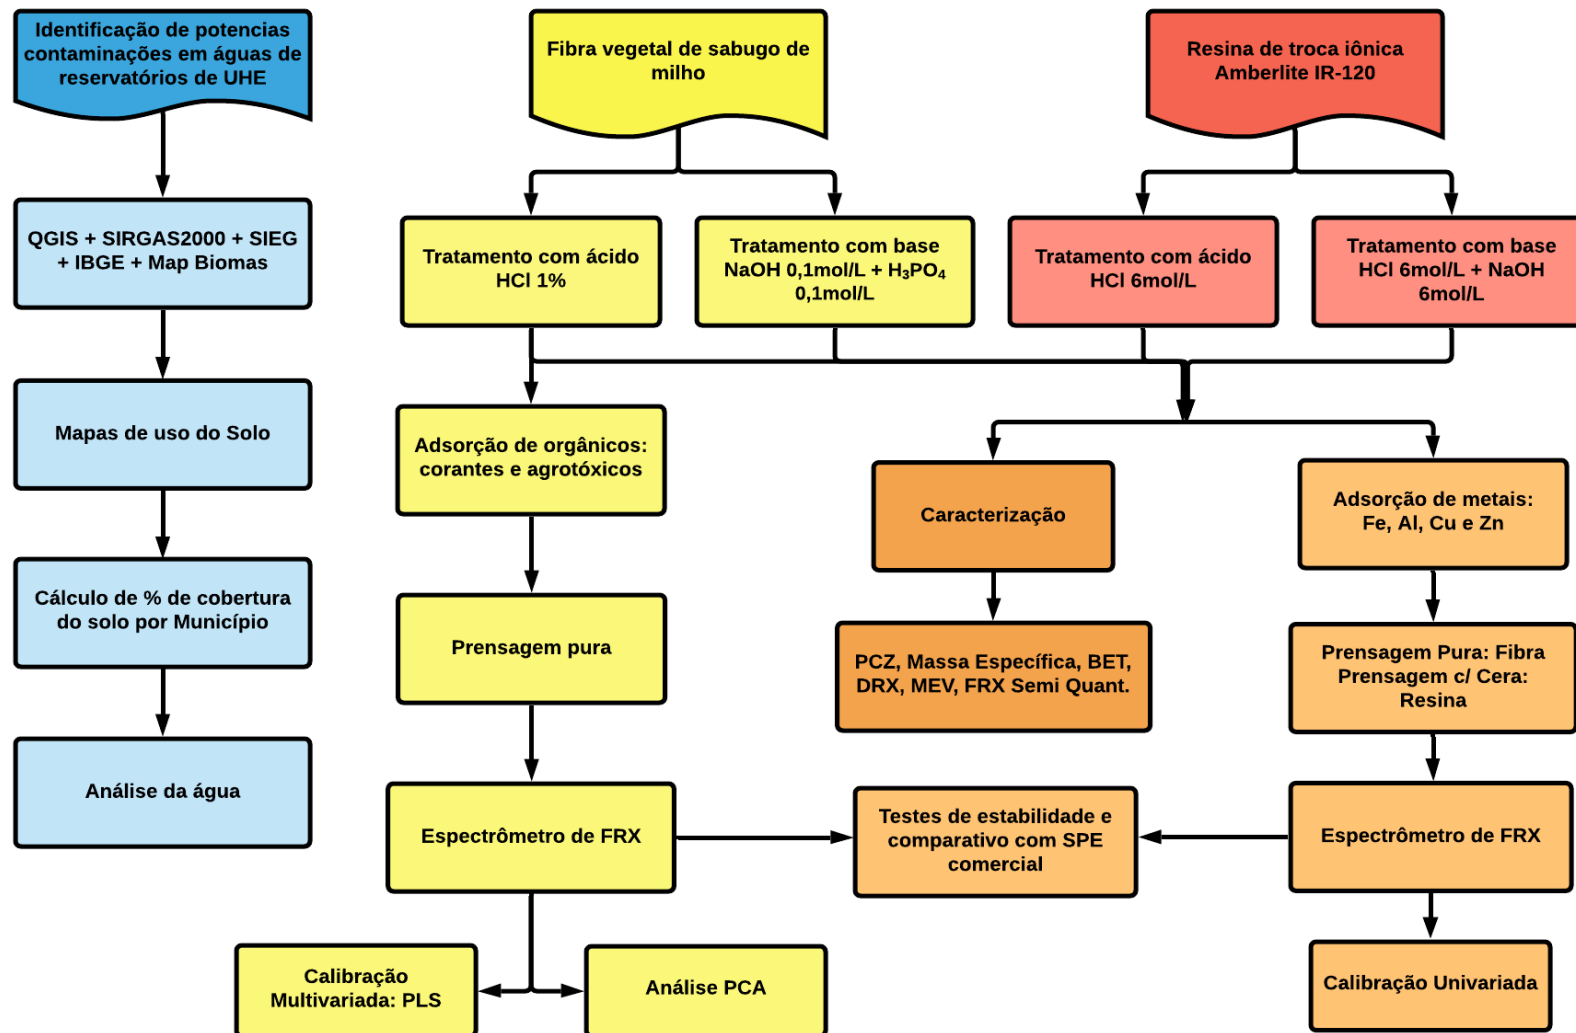 Identificação de potencias
contaminações em águas de
reservatórios de UHE
Fibra vegetal de sabugo de
milho
Resina de troca iônica
Amberlite IR-120
QGIS + SIRGAS2000 + SIEG
+ IBGE + Map Biomas
Tratamento com ácido
HCl 1%
Tratamento com base
NaOH 0,1mol/L + H₃PO₄
0,1mol/L
Tratamento com ácido
HCl 6mol/L
Tratamento com base
HCl 6mol/L + NaOH
6mol/L
Mapas de uso do Solo
Adsorção de orgânicos:
corantes e agrotóxicos
Caracterização
Adsorção de metais:
Fe, Al, Cu e Zn
Cálculo de % de cobertura
do solo por Município
Prensagem pura
PCZ, Massa Específica, BET,
DRX, MEV, FRX Semi Quant.
Prensagem Pura: Fibra
Prensagem c/ Cera:
Resina
Análise da água
Espectrômetro de FRX
Testes de estabilidade e
comparativo com SPE
comercial
Espectrômetro de FRX
Calibração
Multivariada: PLS
Análise PCA
Calibração Univariada